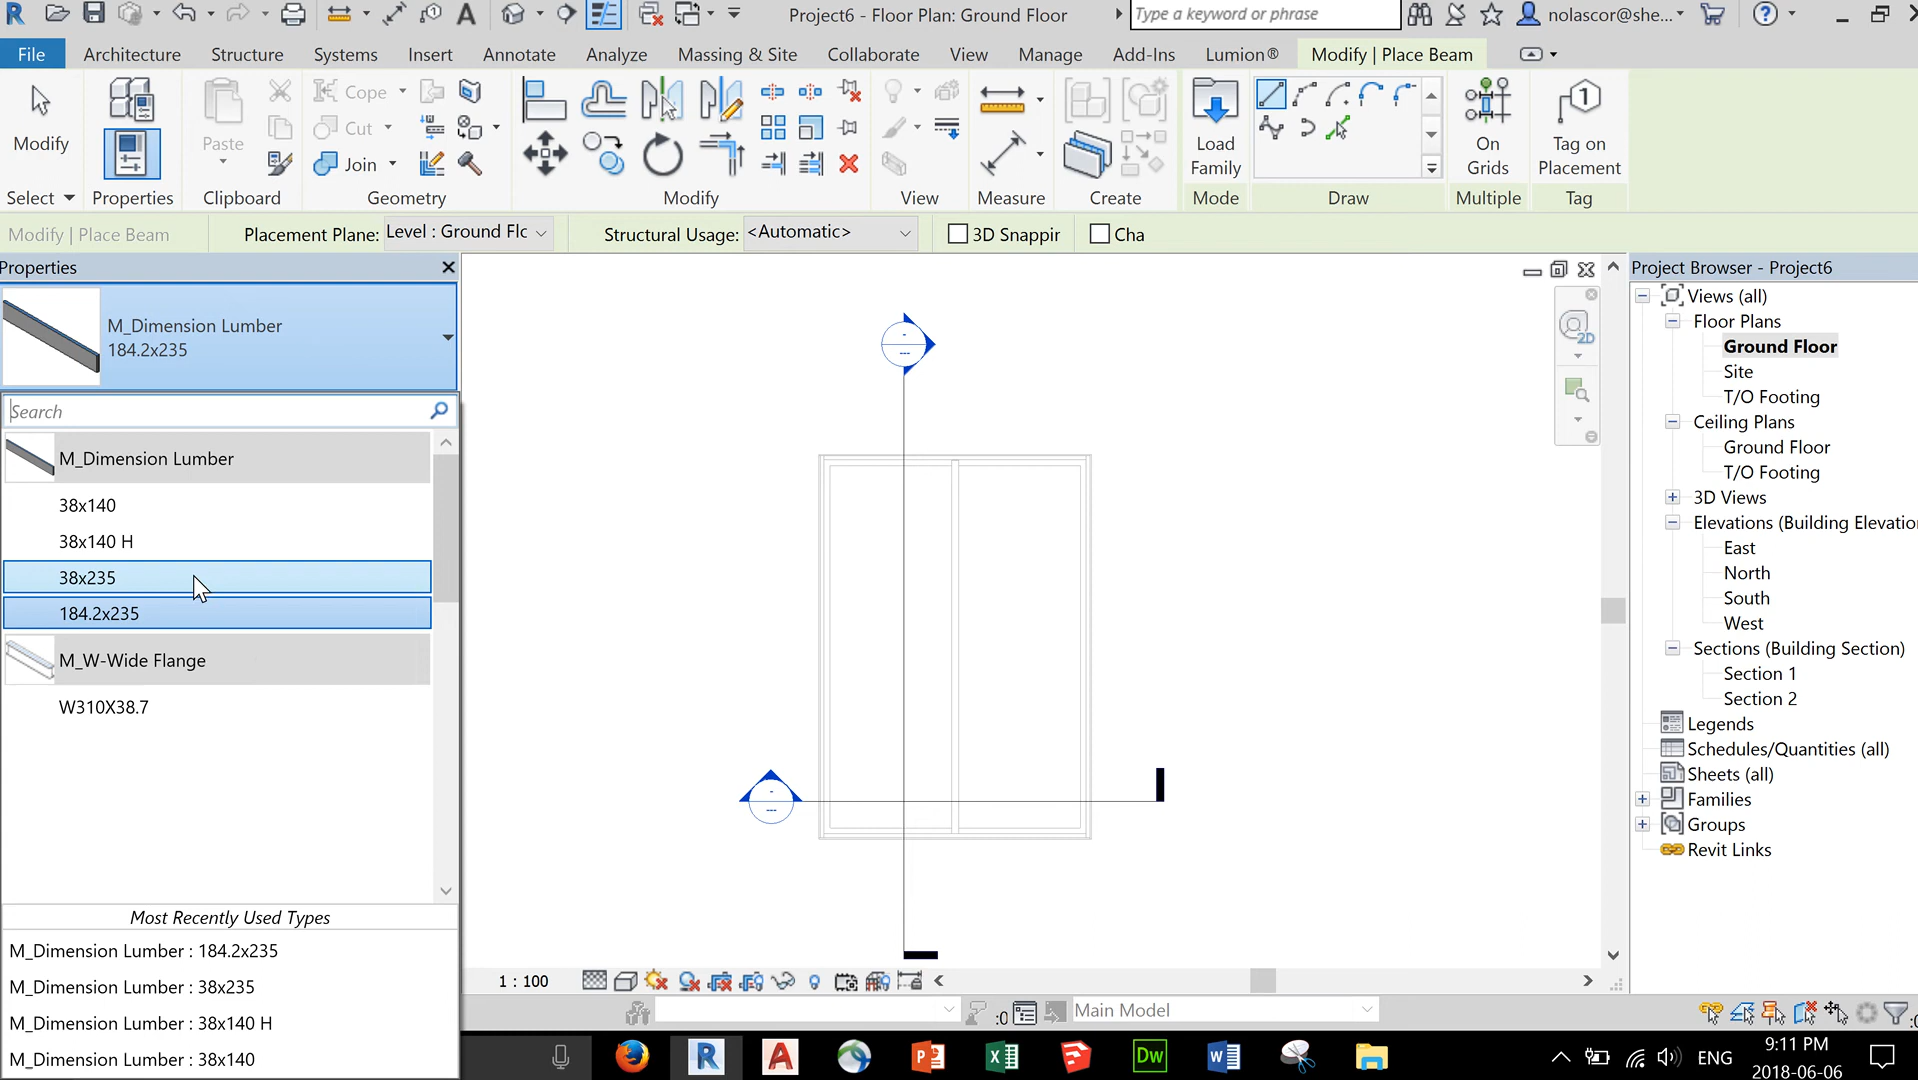 Project6 - Floor Plan: Ground Floor
Type a keyword or phrase
nolascor@she...
File
Architecture
Structure
Systems
Insert
Annotate
Analyze
Massing & Site
Collaborate
View
Manage
Add-Ins
Lumion®
Modify | Place Beam
Modify
Paste
Cope
Cut
Join
Load
Family
On
Grids
Tag on
Placement
Select
Properties
Clipboard
Geometry
Modify
View
Measure
Create
Mode
Draw
Multiple
Tag
Modify | Place Beam
Placement Plane:
Level : Ground Flc
Structural Usage:
<Automatic>
3D Snappir
Cha
Properties
M_Dimension Lumber
184.2x235
Search
M_Dimension Lumber
38x140
38x140 H
38x235
184.2x235
M_W-Wide Flange
W310X38.7
Most Recently Used Types
M_Dimension Lumber : 184.2x235
M_Dimension Lumber : 38x235
M_Dimension Lumber : 38x140 H
M_Dimension Lumber : 38x140
2D
Project Browser - Project6
Views (all)
Floor Plans
Ground Floor
Site
T/O Footing
Ceiling Plans
Ground Floor
T/O Footing
3D Views
Elevations (Building Elevatio
East
North
South
West
Sections (Building Section)
Section 1
Section 2
Legends
Schedules/Quantities (all)
Sheets (all)
Families
Groups
Revit Links
1 : 100
:0
Main Model
:0
ENG
9:11 PM
2018-06-06